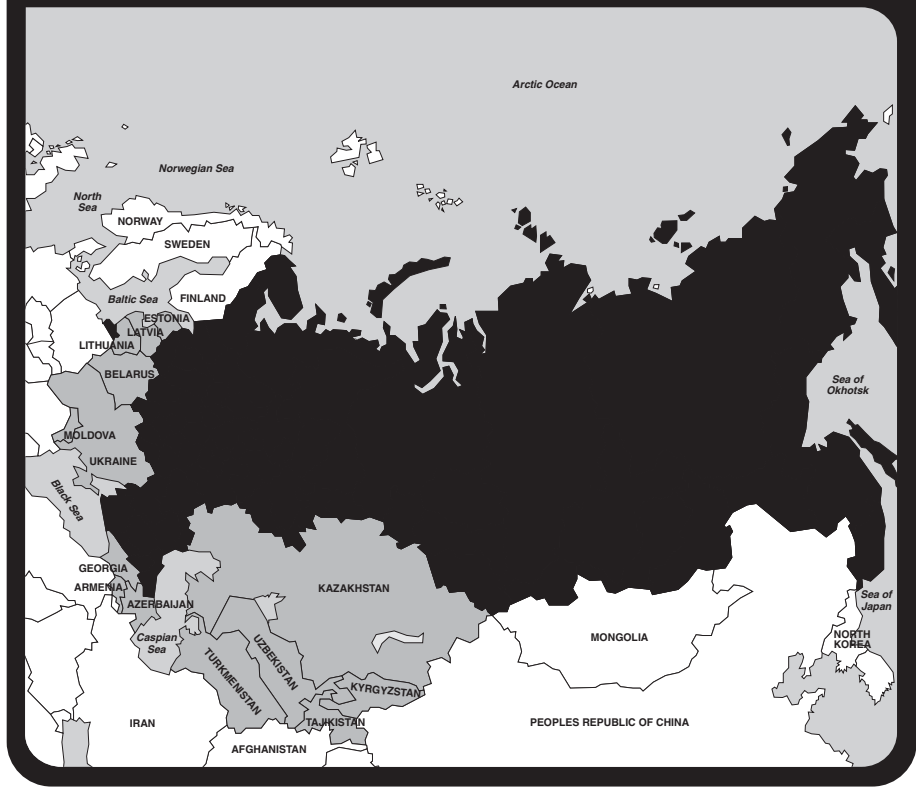 Arctic Ocean
Norwegian Sea
North
Sea
NORWAY
SWEDEN
Baltic Sea
FINLAND
ESTONIA
LATVIA
LITHUANIA
BELARUS
Sea of
Okhotsk
MOLDOVA
UKRAINE
Black Sea
GEORGIA
ARMENIA
AZERBAIJAN
KAZAKHSTAN
Sea of
Japan
Caspian
Sea
UZBEKISTAN
TURKMENISTAN
MONGOLIA
NORTH
KOREA
KYRGYZSTAN
TAJIKISTAN
IRAN
PEOPLES REPUBLIC OF CHINA
AFGHANISTAN